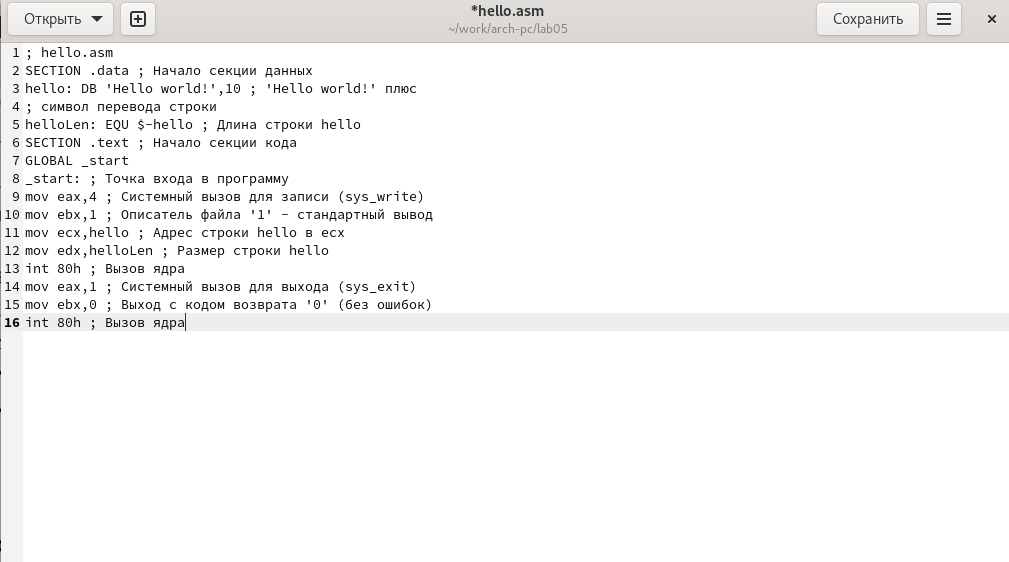 Открыть
*hello.asm
~/work/arch-pc/lab05
Сохранить
1 ; hello.asm
2 SECTION .data ; Начало секции данных
3 hello: DB 'Hello world!',10 ; 'Hello world!' плюс
4 ; символ перевода строки
5 helloLen: EQU $-hello ; Длина строки hello
6 SECTION .text ; Начало секции кода
7 GLOBAL _start
8 _start: ; Точка входа в программу
9 mov eax,4 ; Системный вызов для записи (sys_write)
10 mov ebx,1 ; Описатель файла '1' - стандартный вывод
11 mov ecx,hello ; Адрес строки hello в ecx
12 mov edx,helloLen ; Размер строки hello
13 int 80h ; Вызов ядра
14 mov eax,1 ; Системный вызов для выхода (sys_exit)
15 mov ebx,0 ; Выход с кодом возврата '0' (без ошибок)
16 int 80h ; Вызов ядра